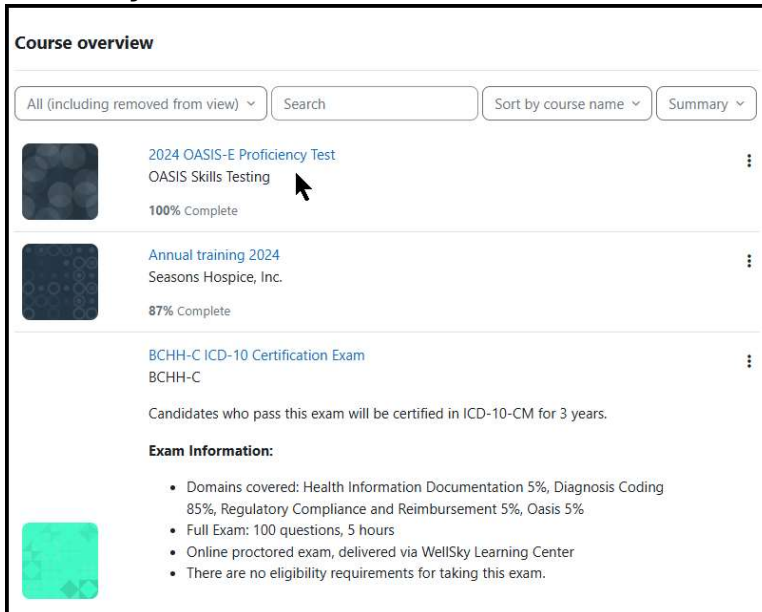 Course overview
All (including removed from view)
Search
Sort by course name
Summary
2024 OASIS-E Proficiency Test
OASIS Skills Testing
100% Complete
Annual training 2024
Seasons Hospice, Inc.
87% Complete
BCHH-C ICD-10 Certification Exam
BCHH-C
Candidates who pass this exam will be certified in ICD-10-CM for 3 years.
Exam Information:
• Domains covered: Health Information Documentation 5%, Diagnosis Coding
85%, Regulatory Compliance and Reimbursement 5%, Oasis 5%
• Full Exam: 100 questions, 5 hours
• Online proctored exam, delivered via WellSky Learning Center
• There are no eligibility requirements for taking this exam.